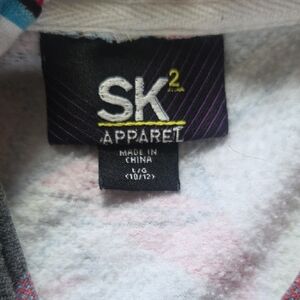 SK²
APPAREL
MADE IN
CHINA
L/G
(10/12)